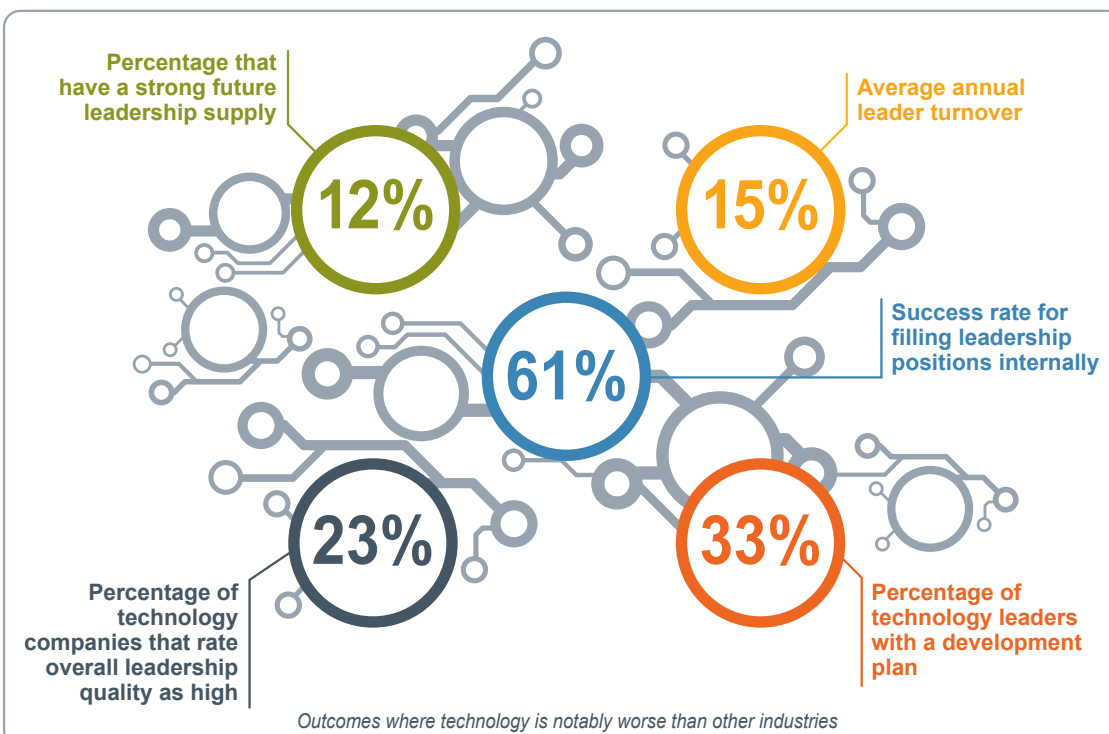 Percentage that
have a strong future
leadership supply
12%
Average annual
leader turnover
15%
Success rate for
filling leadership
positions internally
61%
23%
Percentage of
technology
companies that rate
overall leadership
quality as high
33%
Percentage of
technology leaders
with a development
plan
Outcomes where technology is notably worse than other industries